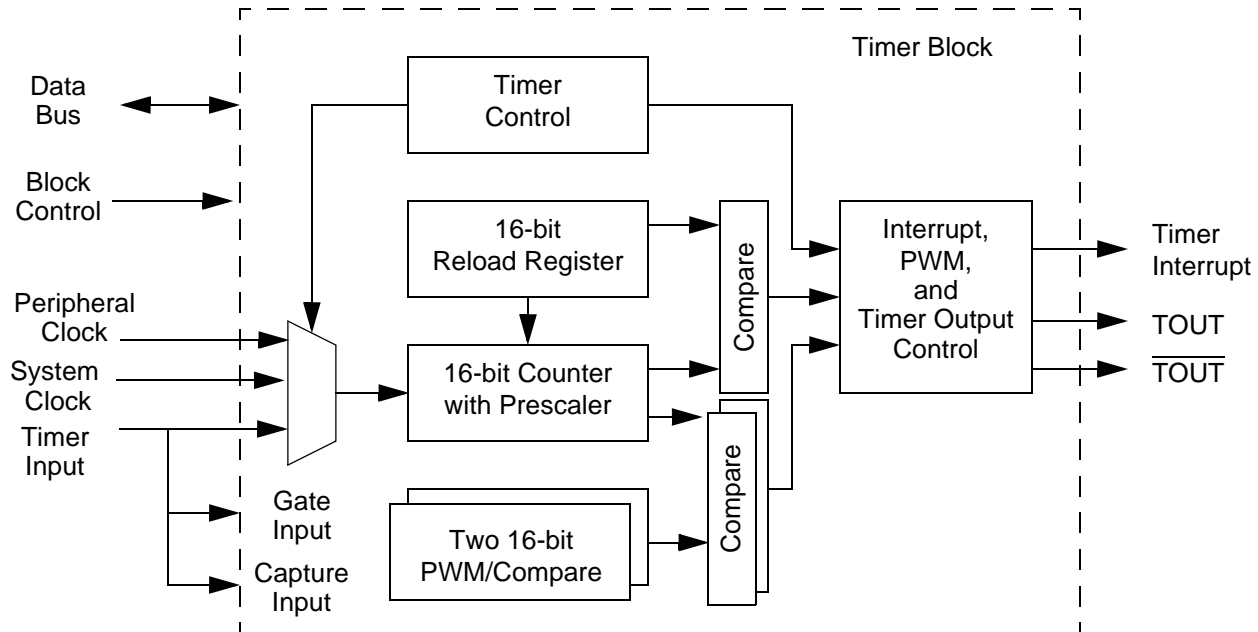 Timer Block
Data
Bus
Timer
Control
Block
Control
16-bit
Reload Register
Compare
Interrupt,
PWM,
and
Timer Output
Control
Timer
Interrupt
TOUT
TOUT
Peripheral
Clock
System
Clock
Timer
Input
16-bit Counter
with Prescaler
Gate
Input
Capture
Input
Two 16-bit
PWM/Compare
Compare